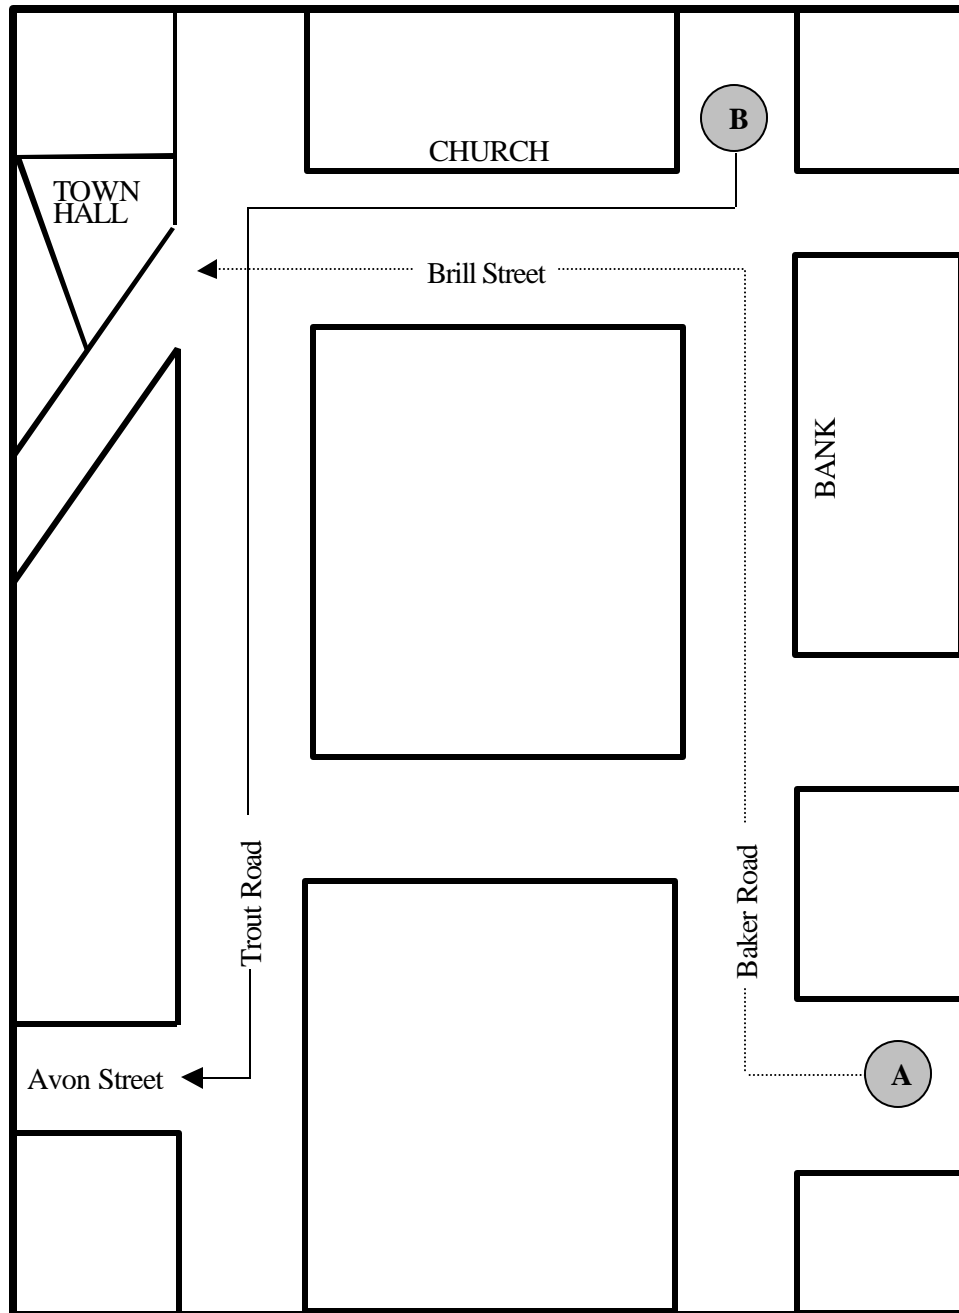 B
CHURCH
TOWN
HALL
Brill Street
BANK
Trout Road
Baker Road
Avon Street
A